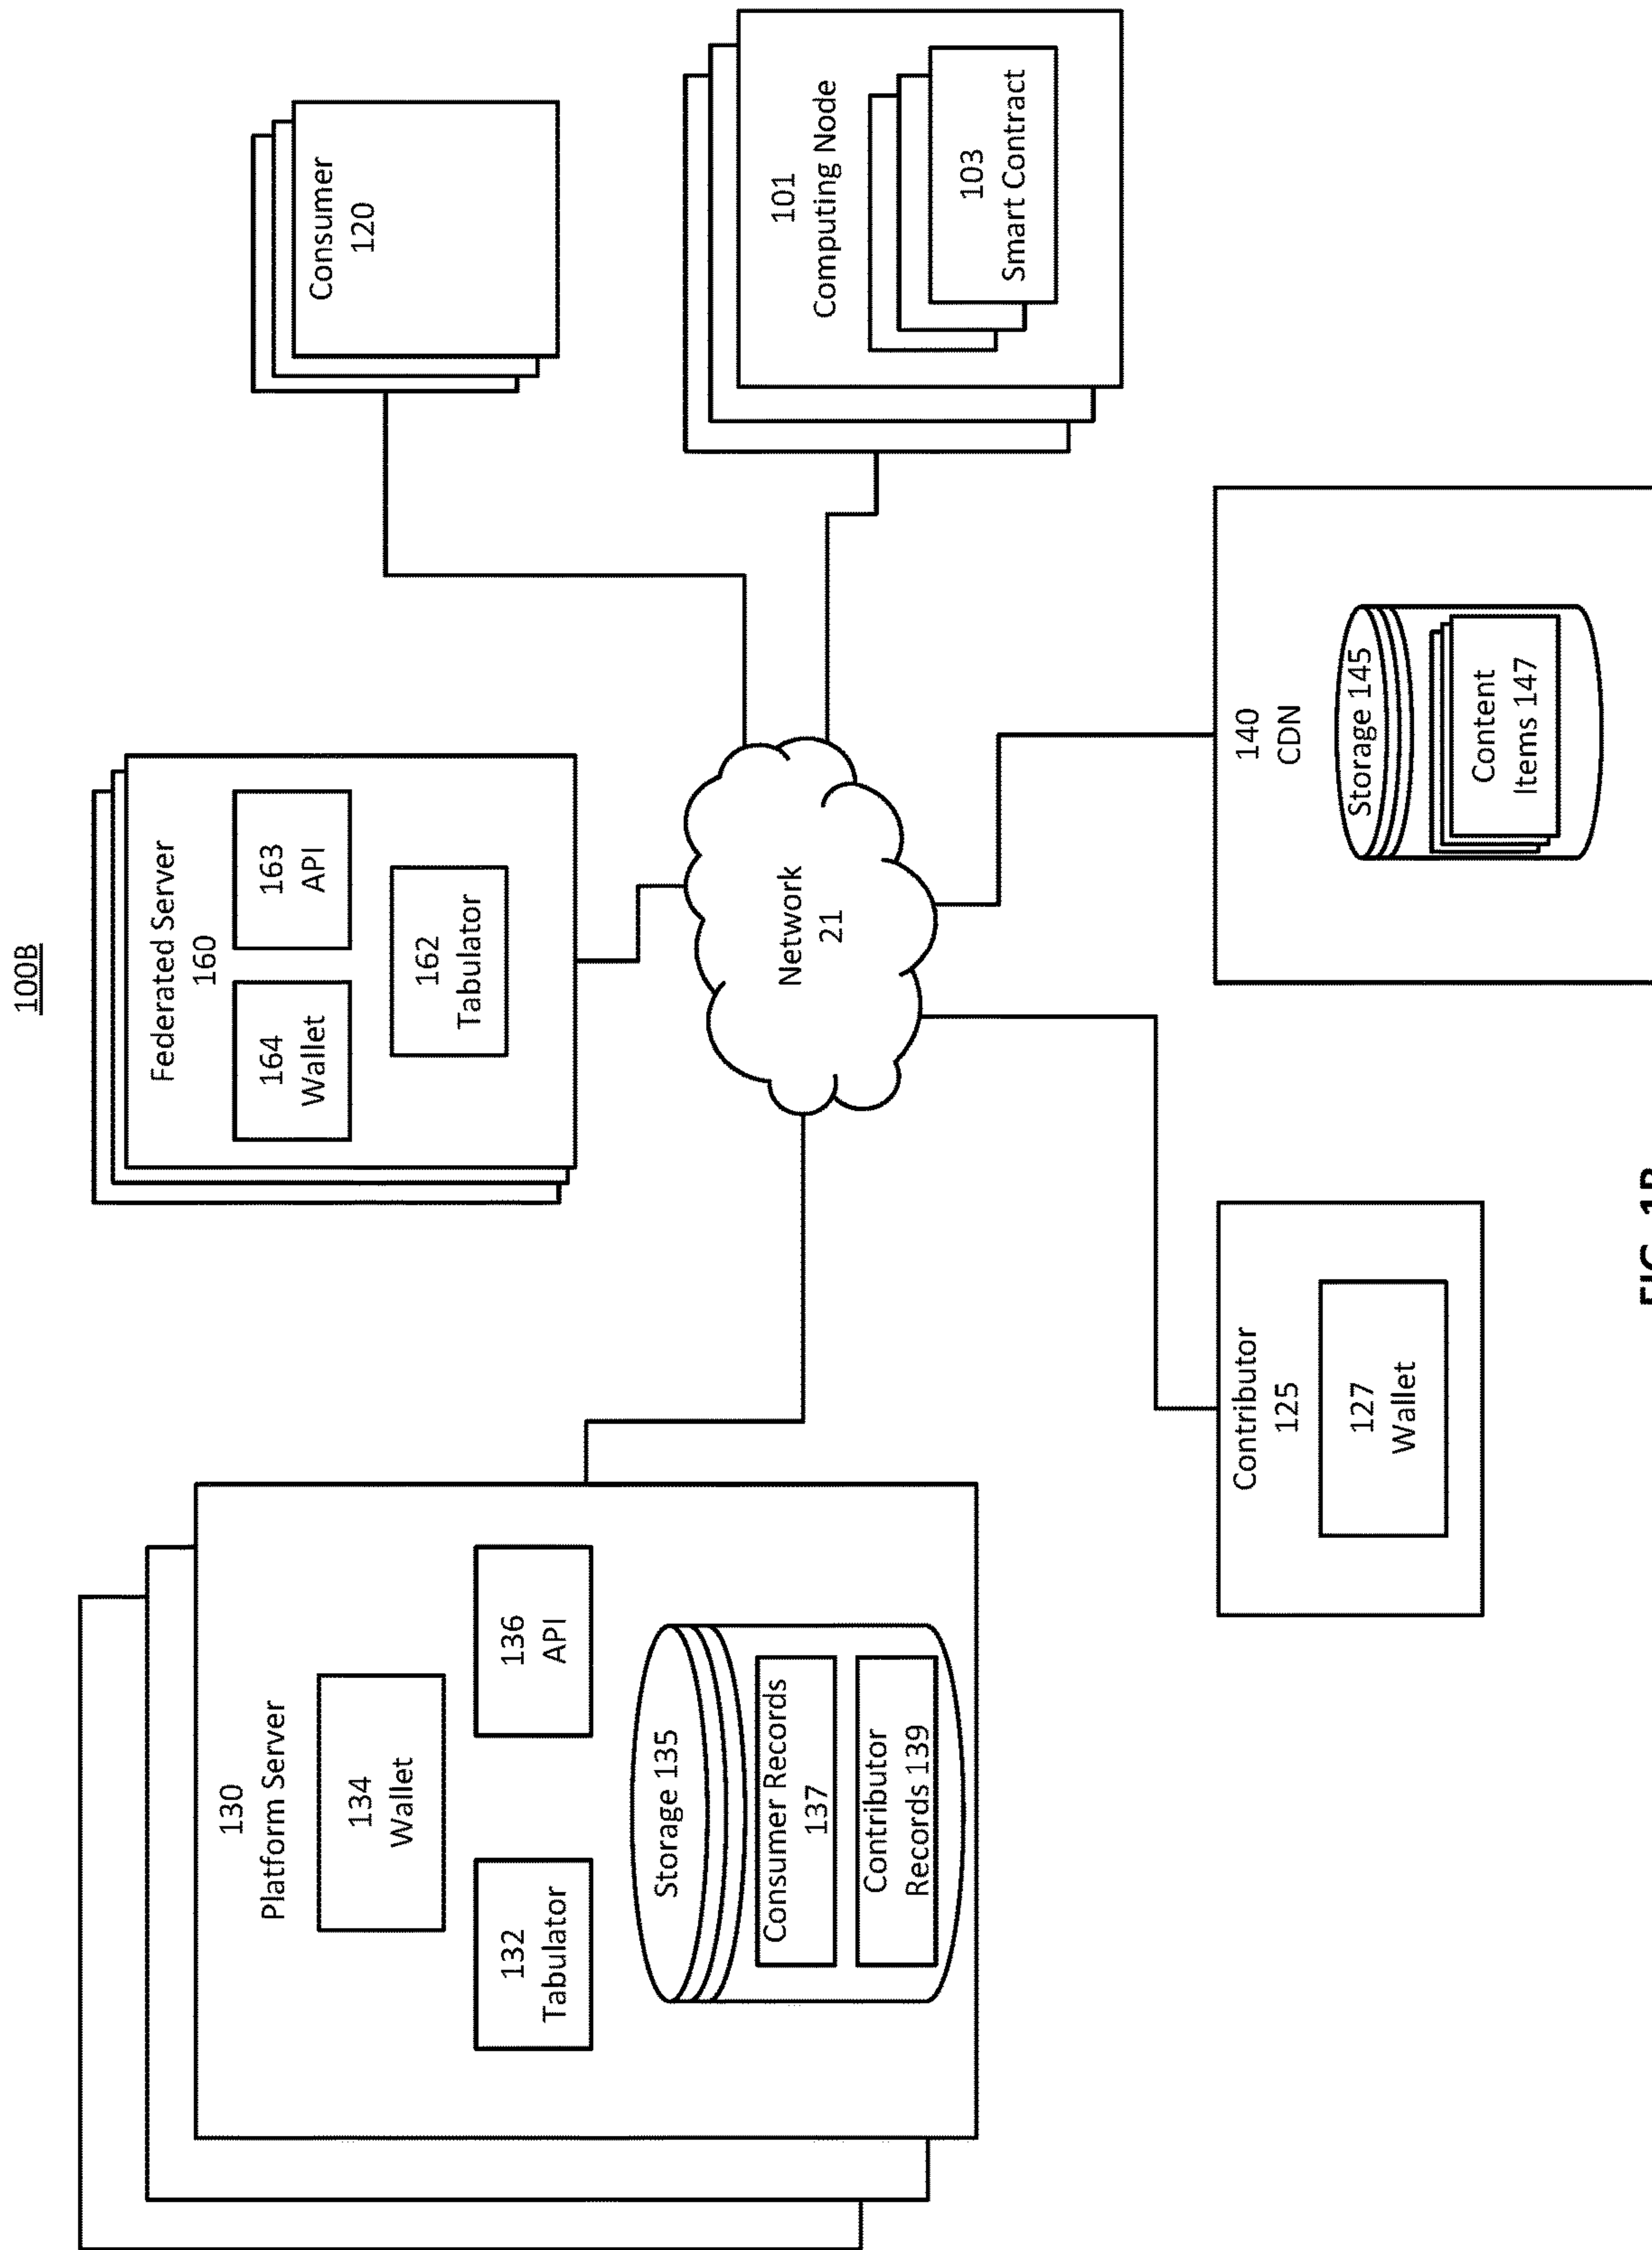 100B
130
Platform Server
134
Wallet
132
Tabulator
136
API
Storage 135
Consumer Records
137
Contributor
Records 139
Federated Server
160
164
Wallet
163
API
162
Tabulator
Consumer
120
Network
21
101
Computing Node
103
Smart Contract
Contributor
125
127
Wallet
140
CDN
Storage 145
Content
Items 147
FIG. 1B